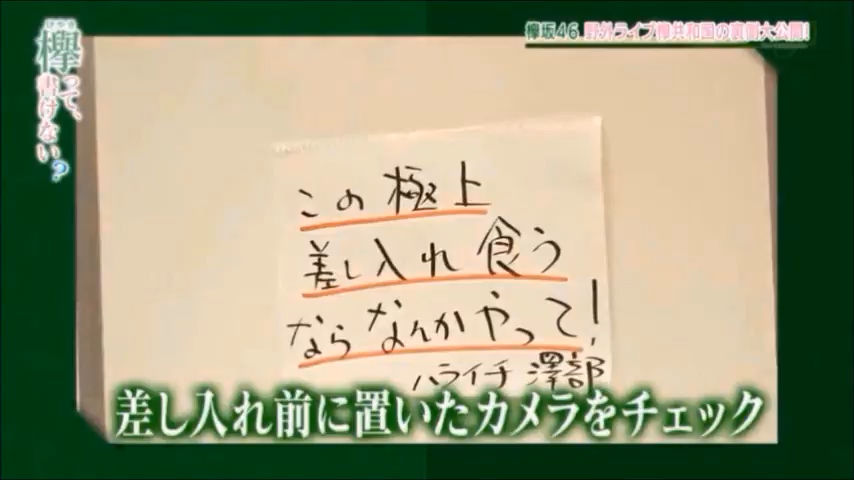 欅って、書けない?
けやき
欅坂46 野外ライブ欅共和国の裏側大公開!
この極上
差し入れ食う
ならなんかやって!
ハライチ 澤部
差し入れ前に置いたカメラをチェック